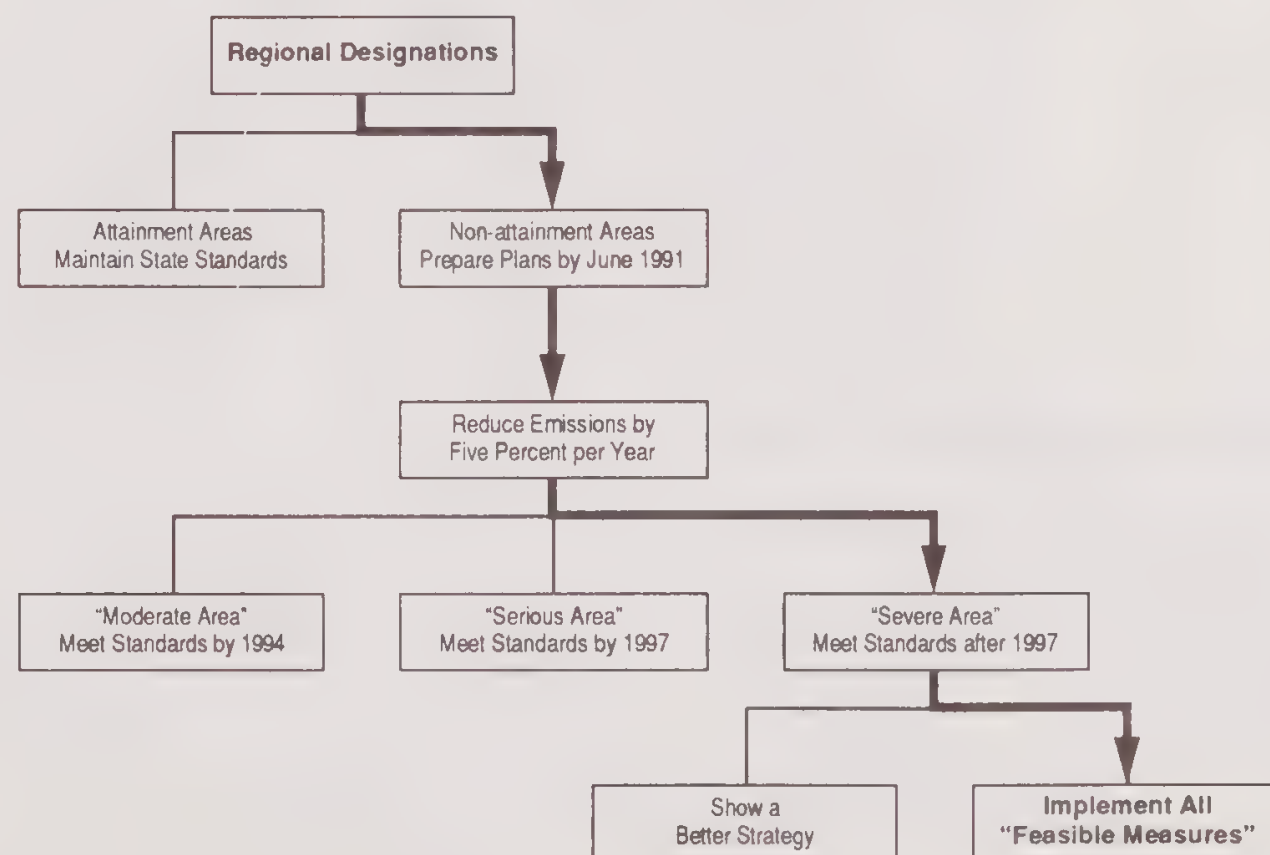 Regional Designations
Attainment Areas
Maintain State Standards
Non-attainment Areas
Prepare Plans by June 1991
Reduce Emissions by
Five Percent per Year
"Moderate Area"
Meet Standards by 1994
"Serious Area"
Meet Standards by 1997
"Severe Area"
Meet Standards after 1997
Show a
Better Strategy
Implement All
"Feasible Measures"